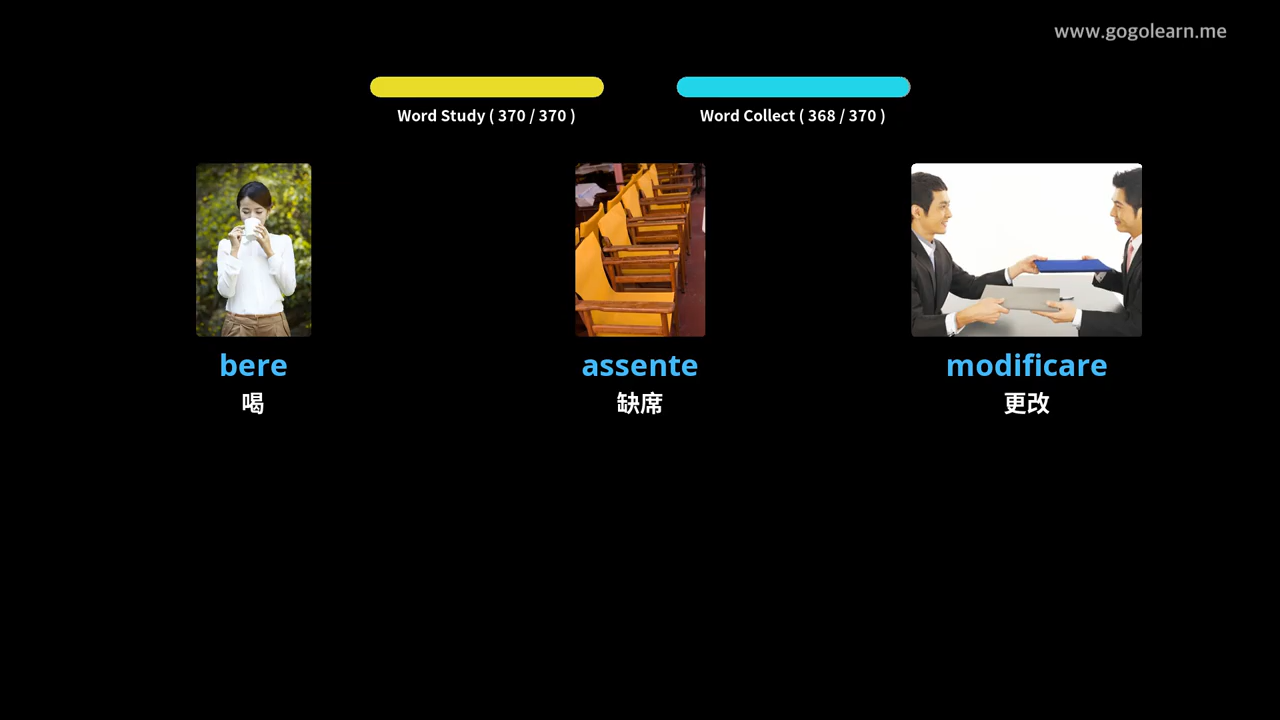 www.gogolearn.me
Word Study ( 370 / 370 )
Word Collect ( 368 / 370 )
bere
assente
modificare
喝
缺席
更改